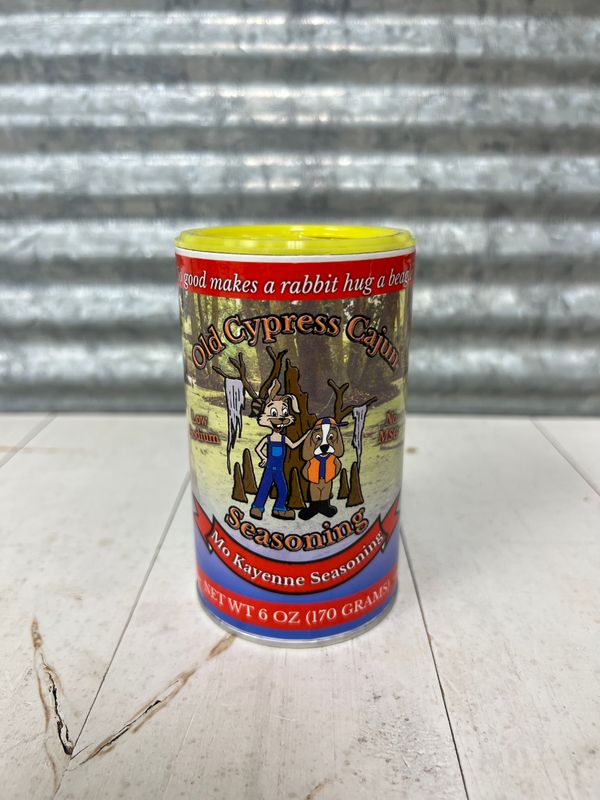 good makes a rabbit hug a beag
Old Cypress Cajun
Low
Sodium
No
MSG
Seasoning
Mo Kayenne Seasoning
NET WT 6 OZ (170 GRAMS)